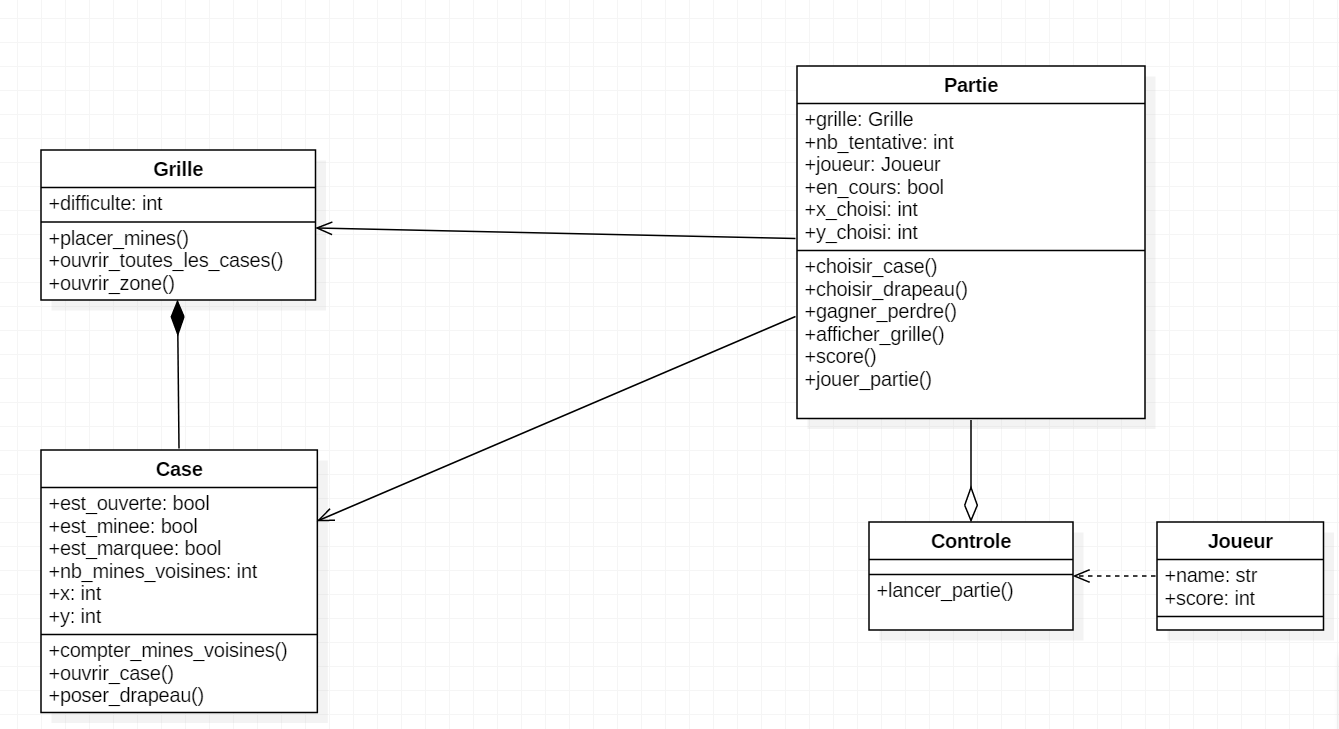 Grille
+difficulte: int
+placer_mines()
+ouvrir_toutes_les_cases()
+ouvrir_zone()
Partie
+grille: Grille
+nb_tentative: int
+joueur: Joueur
+en_cours: bool
+x_choisi: int
+y_choisi: int
+choisir_case()
+choisir_drapeau()
+gagner_perdre()
+afficher_grille()
+score()
+jouer_partie()
Case
+est_ouverte: bool
+est_minee: bool
+est_marquee: bool
+nb_mines_voisines: int
+x: int
+y: int
+compter_mines_voisines()
+ouvrir_case()
+poser_drapeau()
Controle
+lancer_partie()
Joueur
+name: str
+score: int